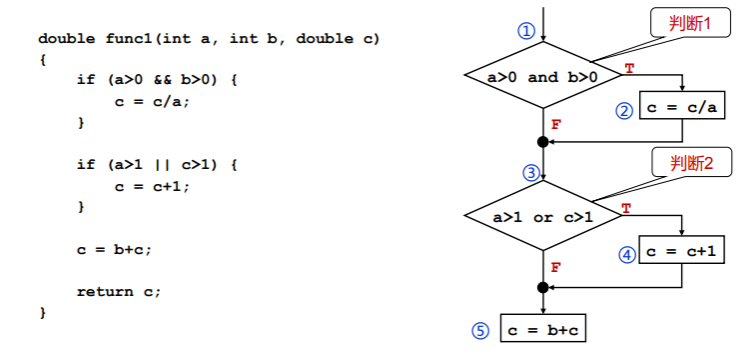 double func1(int a, int b, double c)
{
if (a>0 && b>0) {
c = c/a;
}
if (a>1 || c>1) {
c = c+1;
}
c = b+c;
return c;
}
判断1
①
a>0 and b>0
T
② c = c/a
F
判断2
③
a>1 or c>1
T
④ c = c+1
F
⑤ c = b+c